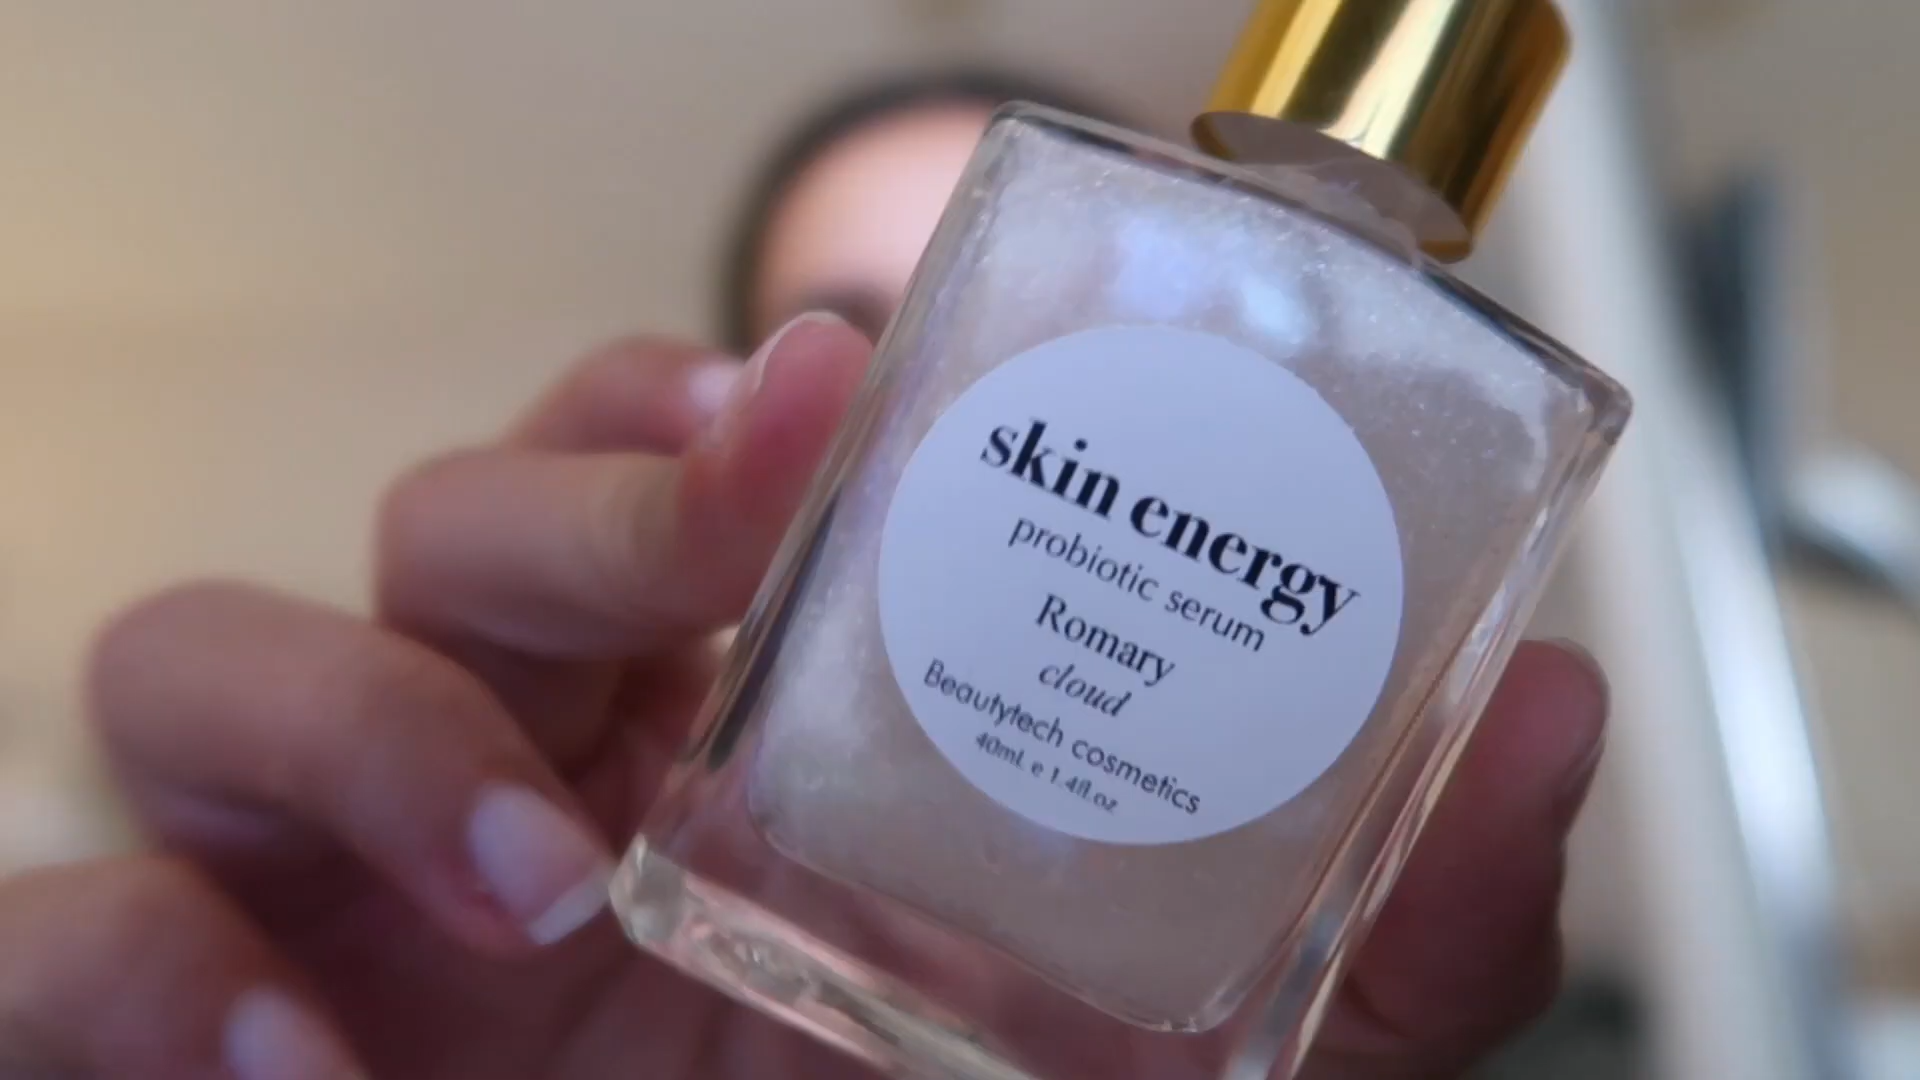 skin energy
probiotic serum
Romary
cloud
Beautytech cosmetics
40mL e 1.4fl.oz